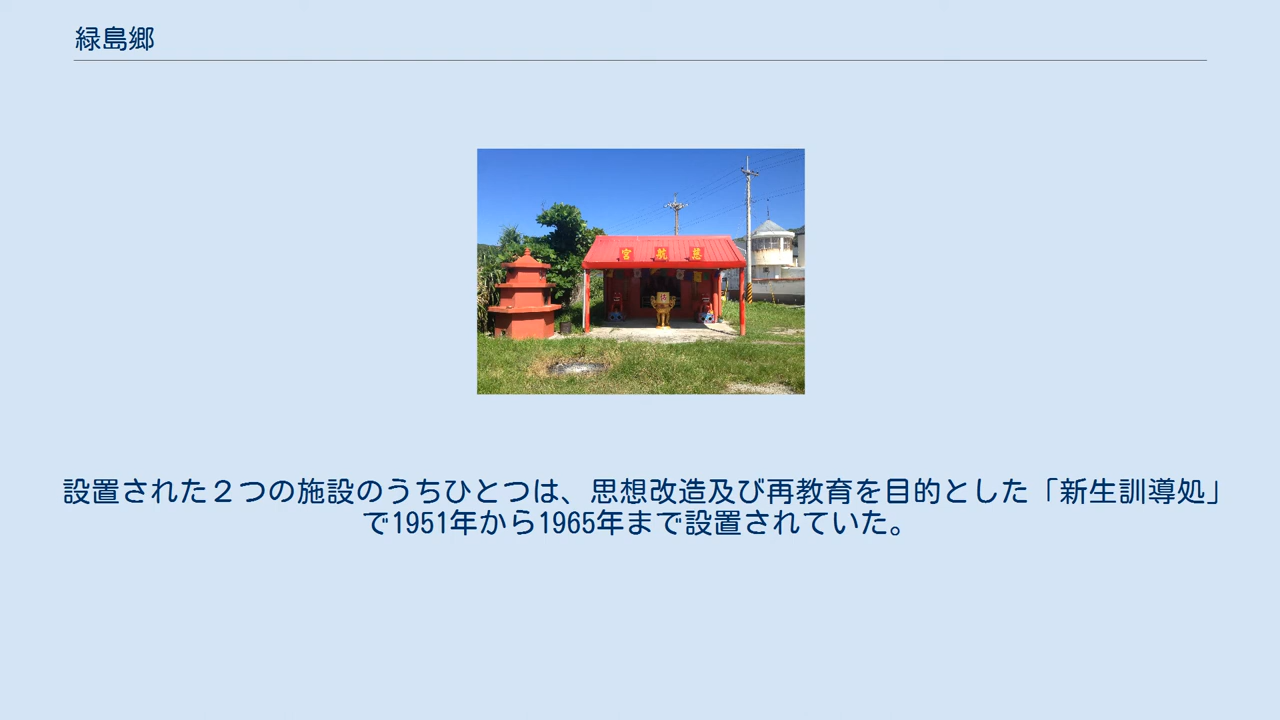 緑島郷
宮航慈
設置された２つの施設のうちひとつは、思想改造及び再教育を目的とした「新生訓導処」
で1951年から1965年まで設置されていた。